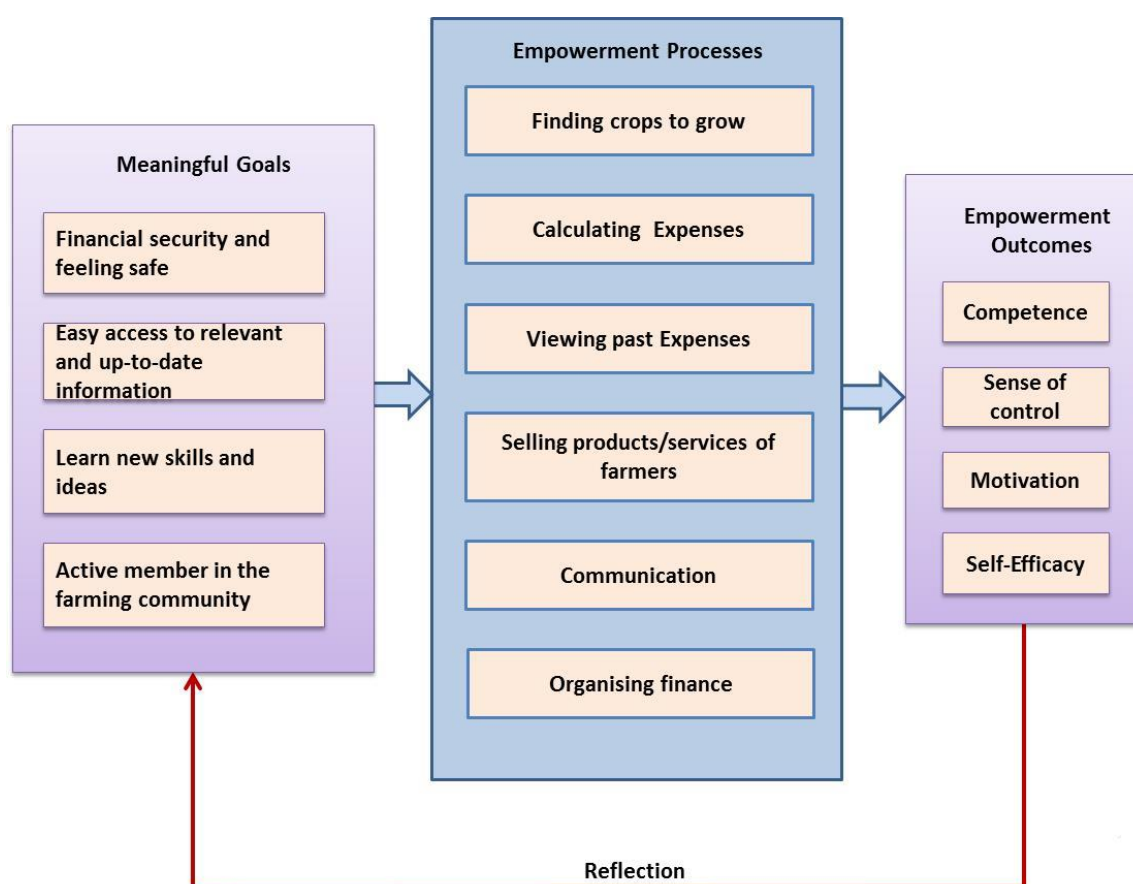 Meaningful Goals
Financial security and
feeling safe
Easy access to relevant
and up-to-date
information
Learn new skills and
ideas
Active member in the
farming community
Empowerment Processes
Finding crops to grow
Calculating Expenses
Viewing past Expenses
Selling products/services of
farmers
Communication
Organising finance
Empowerment
Outcomes
Competence
Sense of
control
Motivation
Self-Efficacy
Reflection